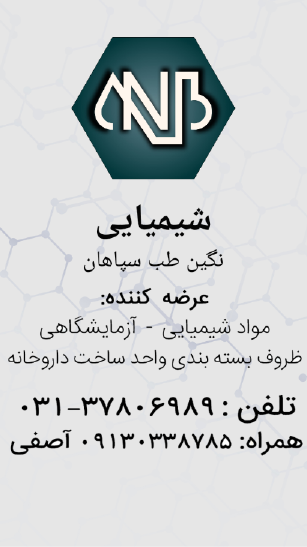 شیمیایی
نگین طب سپاهان
عرضه کننده:
مواد شیمیایی - آزمایشگاهی
ظروف بسته بندی واحد ساخت داروخانه
تلفن : ۳۷۸۰۶۹۸۹-۰۳۱
همراه: ۰۹۱۳۰۳۳۸۷۸۵ آصفی